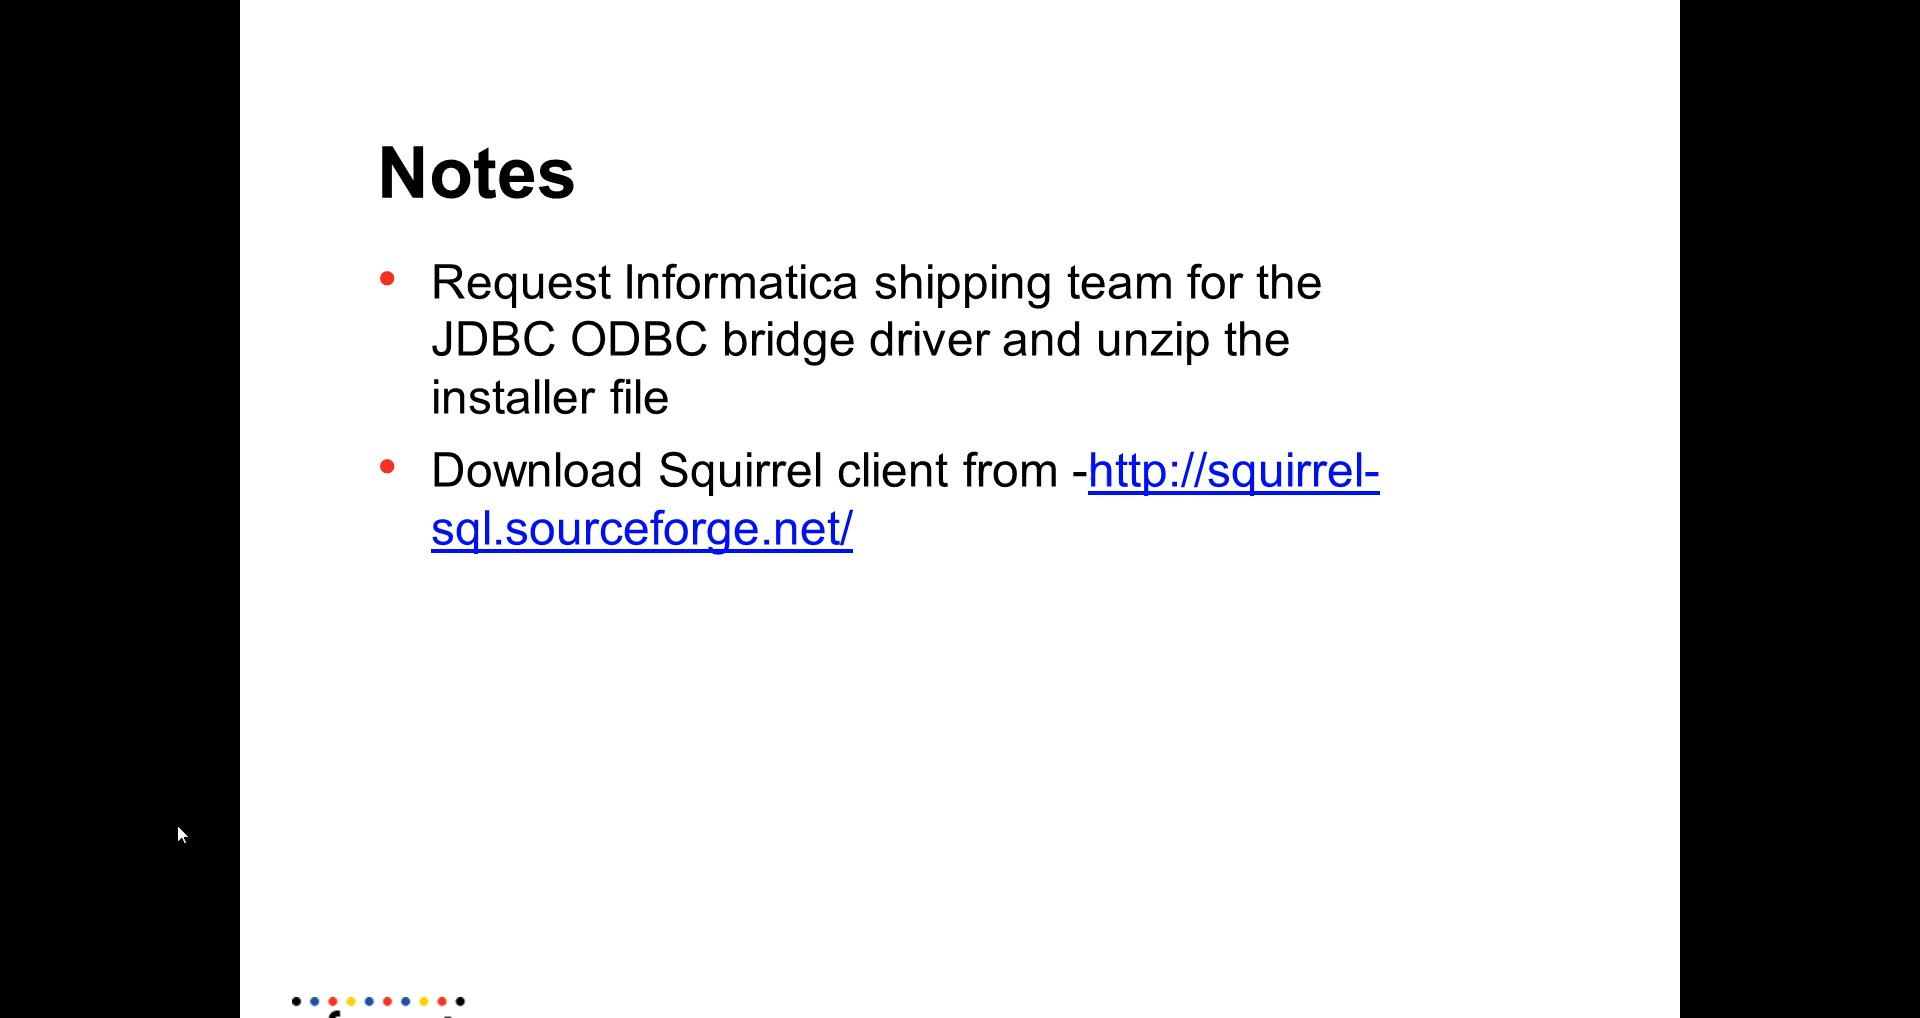 Notes
• Request Informatica shipping team for the
JDBC ODBC bridge driver and unzip the
installer file
• Download Squirrel client from -http://squirrel-
sql.sourceforge.net/